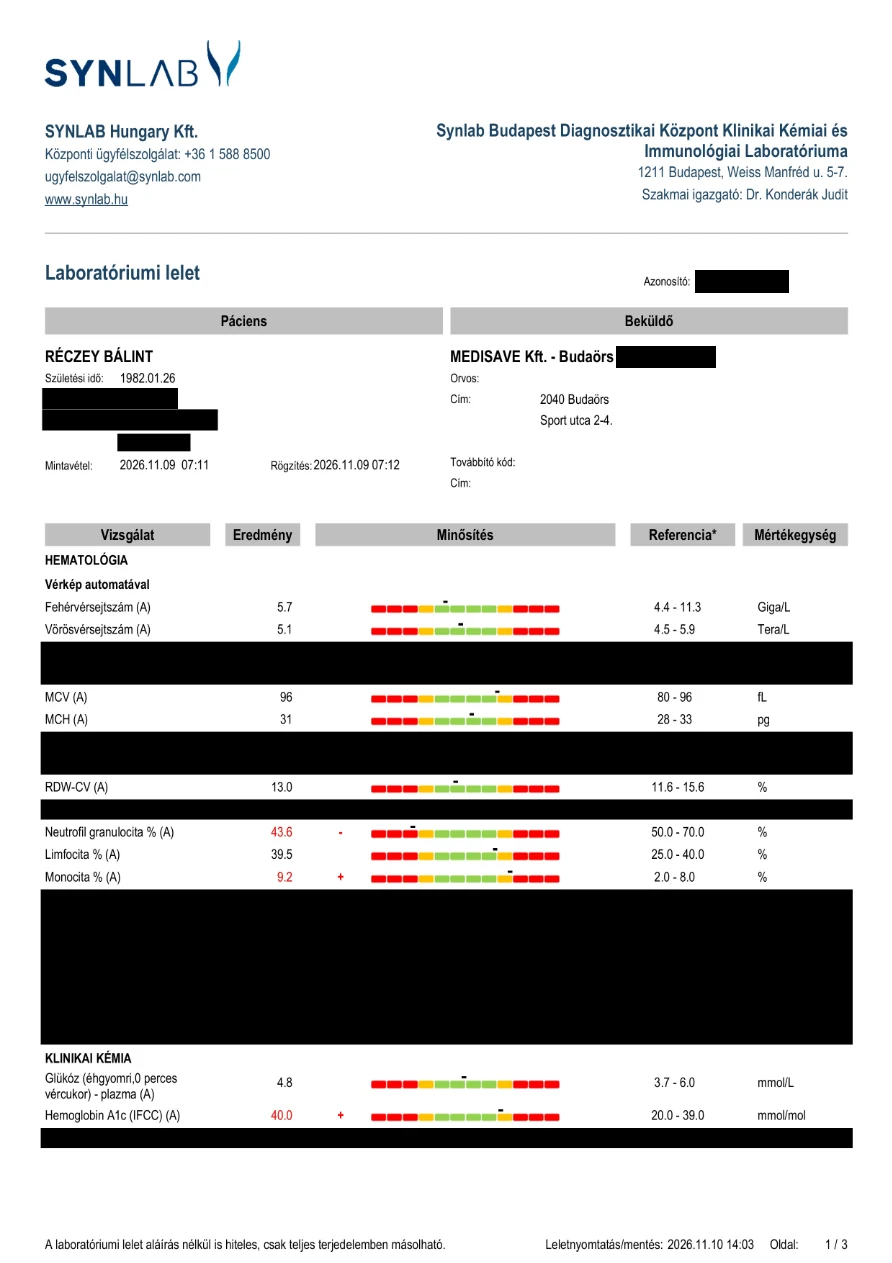 SYNLAB
SYNLAB Hungary Kft.
Központi ügyfélszolgálat: +36 1 588 8500
ugyfelszolgalat@synlab.com
www.synlab.hu
Synlab Budapest Diagnosztikai Központ Klinikai Kémiai és
Immunológiai Laboratóriuma
1211 Budapest, Weiss Manfréd u. 5-7.
Szakmai igazgató: Dr. Konderák Judit
Laboratóriumi lelet
Azonosító:
Páciens
RÉCZEY BÁLINT
Születési idő: 1982.01.26
Mintavétel: 2026.11.09 07:11 Rögzítés: 2026.11.09 07:12
Beküldő
MEDISAVE Kft. - Budaörs
Orvos:
Cím: 2040 Budaörs
Sport utca 2-4.
Továbbító kód:
Cím:
Vizsgálat Eredmény Minősítés Referencia* Mértékegység
HEMATOLÓGIA
Vérkép automatával
Fehérvérsejtszám (A) 5.7 4.4 - 11.3 Giga/L
Vörösvérsejtszám (A) 5.1 4.5 - 5.9 Tera/L
MCV (A) 96 80 - 96 fL
MCH (A) 31 28 - 33 pg
RDW-CV (A) 13.0 11.6 - 15.6 %
Neutrofil granulocita % (A) 43.6 - 50.0 - 70.0 %
Limfocita % (A) 39.5 25.0 - 40.0 %
Monocita % (A) 9.2 + 2.0 - 8.0 %
KLINIKAI KÉMIA
Glükóz (éhgyomri,0 perces
vércukor) - plazma (A) 4.8 3.7 - 6.0 mmol/L
Hemoglobin A1c (IFCC) (A) 40.0 + 20.0 - 39.0 mmol/mol
A laboratóriumi lelet aláírás nélkül is hiteles, csak teljes terjedelemben másolható. Leletnyomtatás/mentés: 2026.11.10 14:03 Oldal: 1 / 3